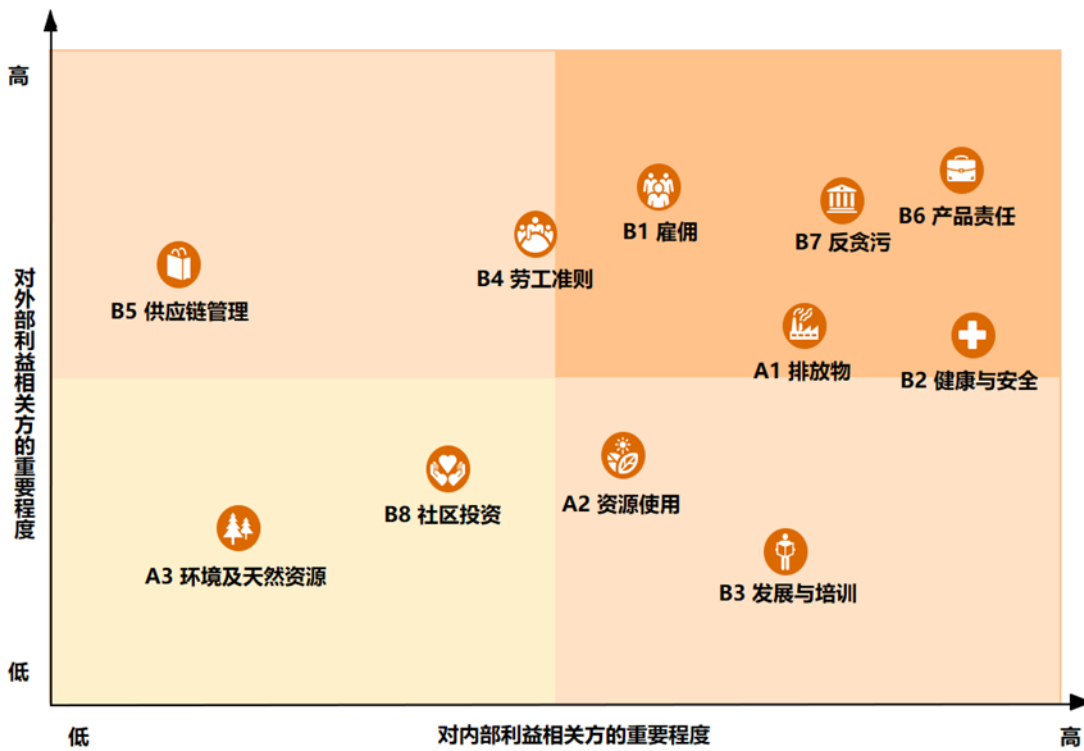 高
B6 产品责任
B1 雇佣
B7 反贪污
B4 劳工准则
B5 供应链管理
A1 排放物
B2 健康与安全
对外部利益相关方的重要程度
A2 资源使用
B8 社区投资
A3 环境及天然资源
B3 发展与培训
低
低
对内部利益相关方的重要程度
高